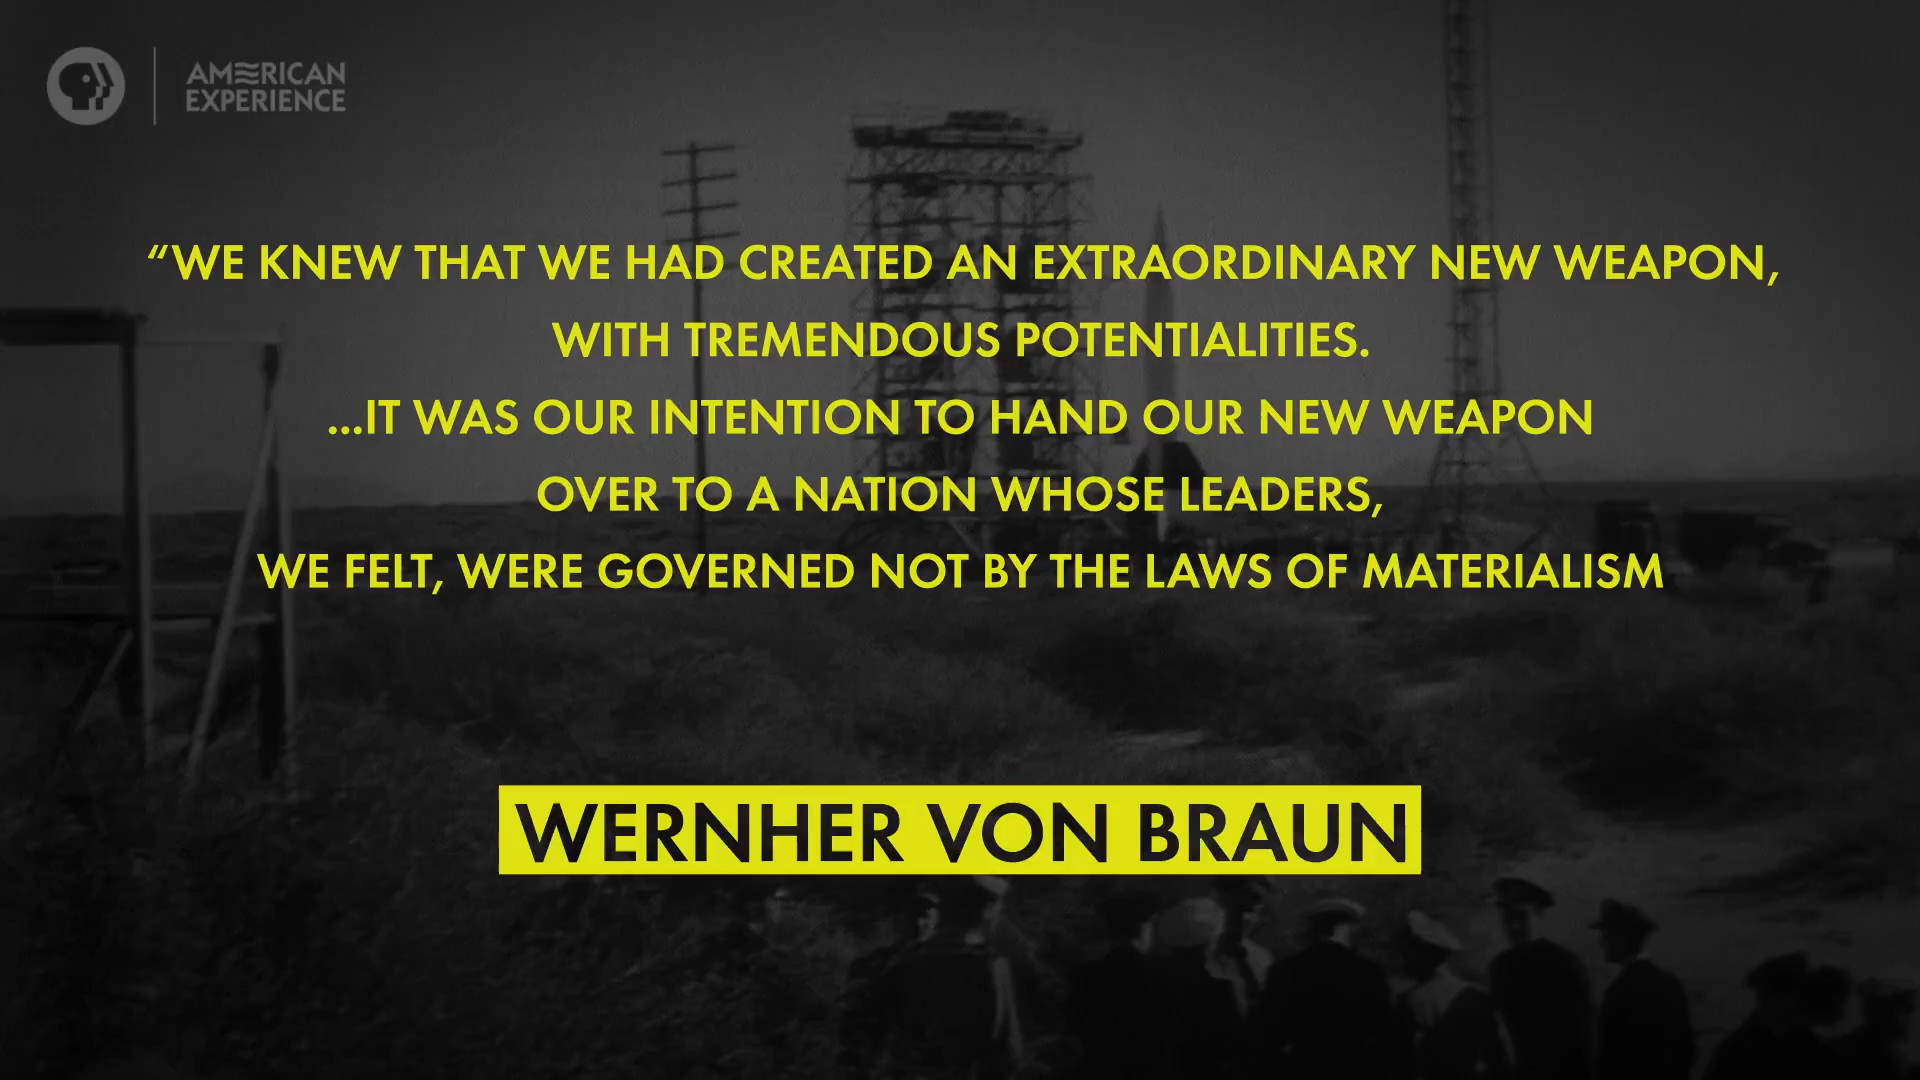 AMERICAN
EXPERIENCE
“WE KNEW THAT WE HAD CREATED AN EXTRAORDINARY NEW WEAPON,
WITH TREMENDOUS POTENTIALITIES.
...IT WAS OUR INTENTION TO HAND OUR NEW WEAPON
OVER TO A NATION WHOSE LEADERS,
WE FELT, WERE GOVERNED NOT BY THE LAWS OF MATERIALISM
WERNHER VON BRAUN